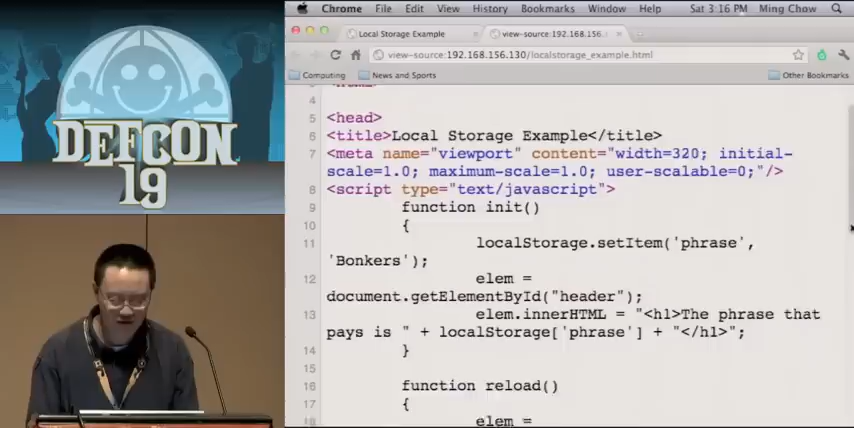 DEFCON
19
Chrome File Edit View History Bookmarks Window Help Sat 3:16 PM Ming Chow
Local Storage Example
view-source:192.168.156.
view-source:192.168.156.130/localstorage_example.html
Computing News and Sports Other Bookmarks
4
5 <head>
6 <title>Local Storage Example</title>
7 <meta name="viewport" content="width=320; initial-
scale=1.0; maximum-scale=1.0; user-scalable=0;"/>
8 <script type="text/javascript">
9 function init()
10 {
11 localStorage.setItem('phrase',
'Bonkers');
12 elem =
document.getElementById("header");
13 elem.innerHTML = "<h1>The phrase that
pays is " + localStorage['phrase'] + "</h1>";
14 }
15
16 function reload()
17 {
18 elem =